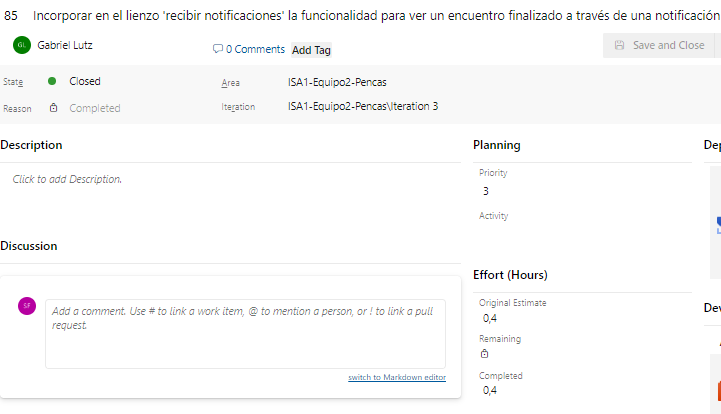 85 Incorporar en el lienzo 'recibir notificaciones' la funcionalidad para ver un encuentro finalizado a través de una notificación
GL Gabriel Lutz
0 Comments Add Tag
Save and Close
State Closed
Area ISA1-Equipo2-Pencas
Reason Completed
Iteration ISA1-Equipo2-Pencas\Iteration 3
Description
Planning
Dep
Click to add Description.
Priority
3
Activity
Discussion
Effort (Hours)
SF
Add a comment. Use # to link a work item, @ to mention a person, or ! to link a pull
request.
Original Estimate
0,4
Dev
Remaining
switch to Markdown editor
Completed
0,4